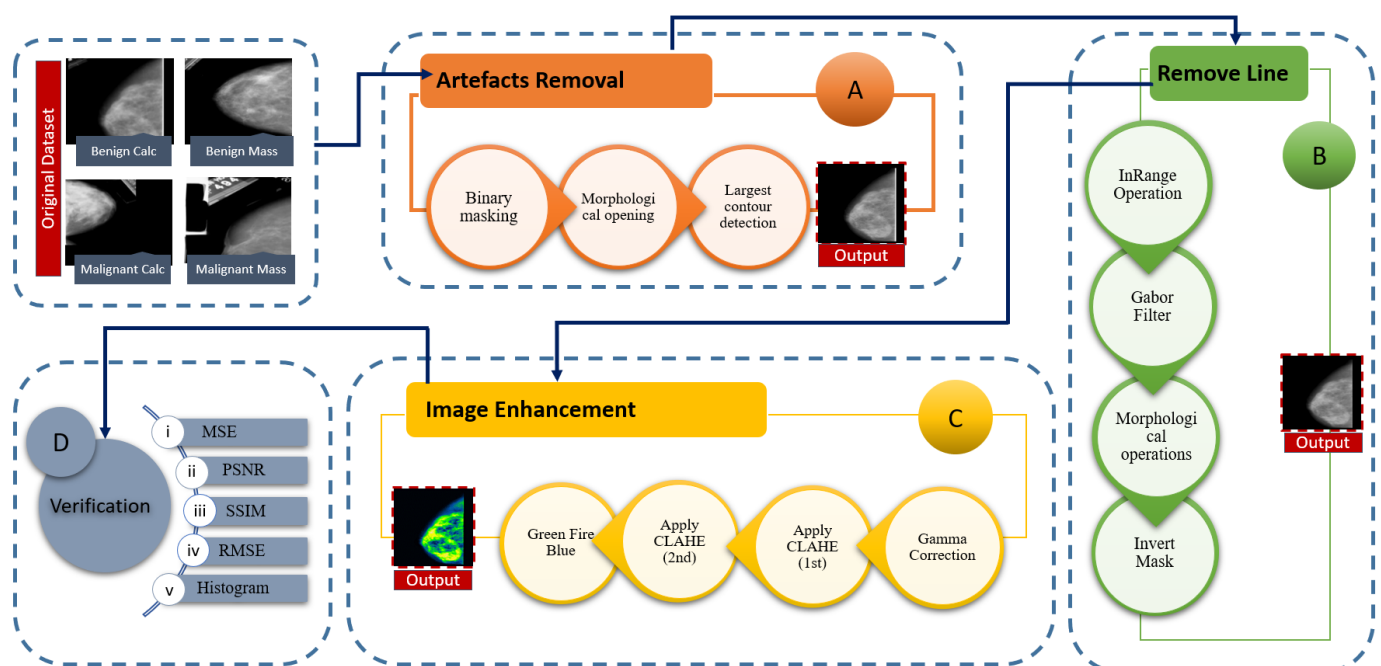 Original Dataset
Benign Calc
Benign Mass
Malignant Calc
Malignant Mass
Artefacts Removal
A
Binary
masking
Morphologi
cal opening
Largest
contour
detection
Output
Remove Line
B
InRange
Operation
Gabor
Filter
Morphologi
cal
operations
Invert
Mask
Output
Image Enhancement
C
Gamma
Correction
Apply
CLAHE
(1st)
Apply
CLAHE
(2nd)
Green Fire
Blue
Output
D
Verification
i
MSE
ii
PSNR
iii
SSIM
iv
RMSE
v
Histogram